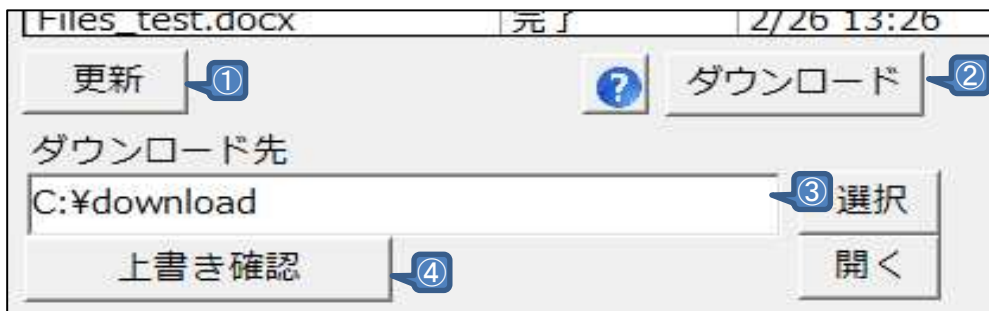 [Files_test.docx 完了 2/26 13:26
更新 ① ? ダウンロード ②
ダウンロード先
C:¥download ③ 選択
上書き確認 ④ 開く